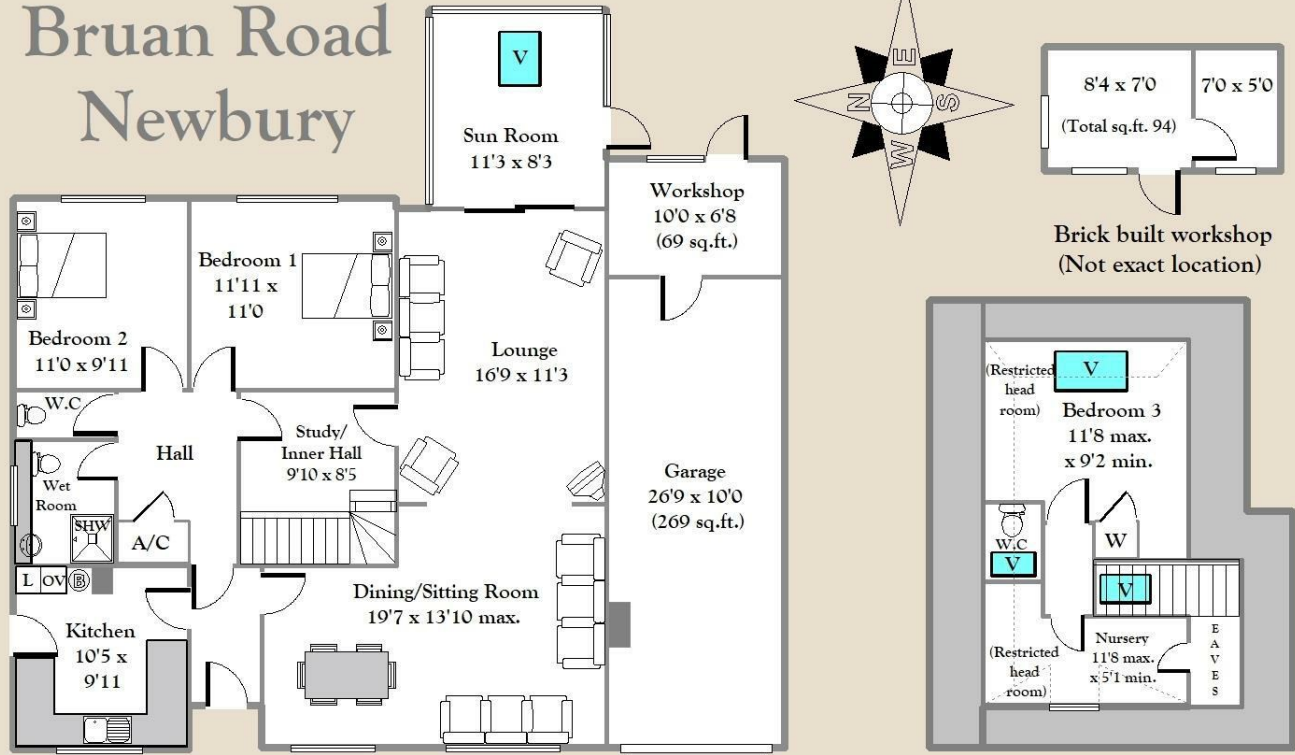 Bruan Road
Newbury
V
Sun Room
11'3 x 8'3
E
N
S
W
8'4 x 7'0
(Total sq.ft. 94)
7'0 x 5'0
Brick built workshop
(Not exact location)
Workshop
10'0 x 6'8
(69 sq.ft.)
Bedroom 1
11'11 x
11'0
Bedroom 2
11'0 x 9'11
Lounge
16'9 x 11'3
W.C
Hall
Study/
Inner Hall
9'10 x 8'5
Wet
Room
SHW
A/C
Garage
26'9 x 10'0
(269 sq.ft.)
L
OV
B
Dining/Sitting Room
19'7 x 13'10 max.
Kitchen
10'5 x
9'11
V
(Restricted
head
room)
Bedroom 3
11'8 max.
x 9'2 min.
W.C
V
W
V
Nursery
11'8 max.
x 5'1 min.
(Restricted
head
room)
EAVES